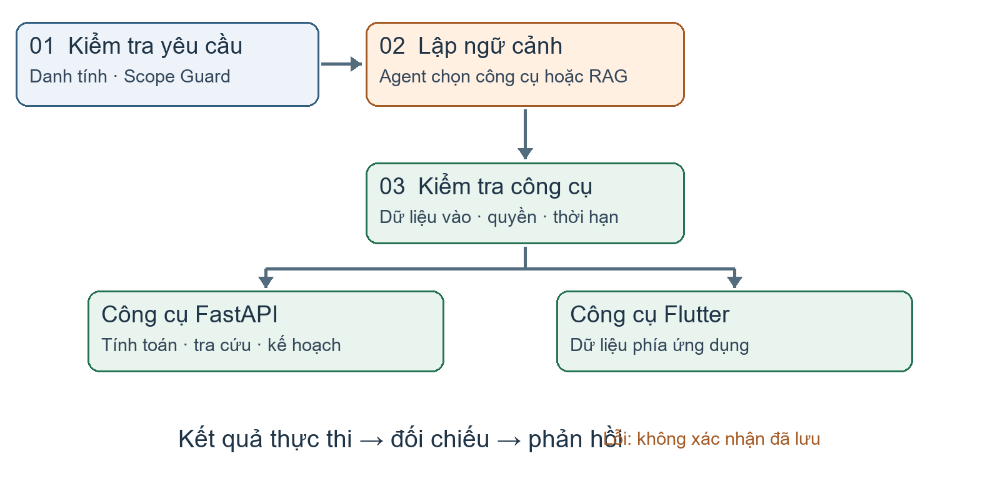 01 Kiểm tra yêu cầu
Danh tính · Scope Guard
02 Lập ngữ cảnh
Agent chọn công cụ hoặc RAG
03 Kiểm tra công cụ
Dữ liệu vào · quyền · thời hạn
Công cụ FastAPI
Tính toán · tra cứu · kế hoạch
Công cụ Flutter
Dữ liệu phía ứng dụng
Kết quả thực thi → đối chiếu → phản hồi
Lỗi: không xác nhận đã lưu